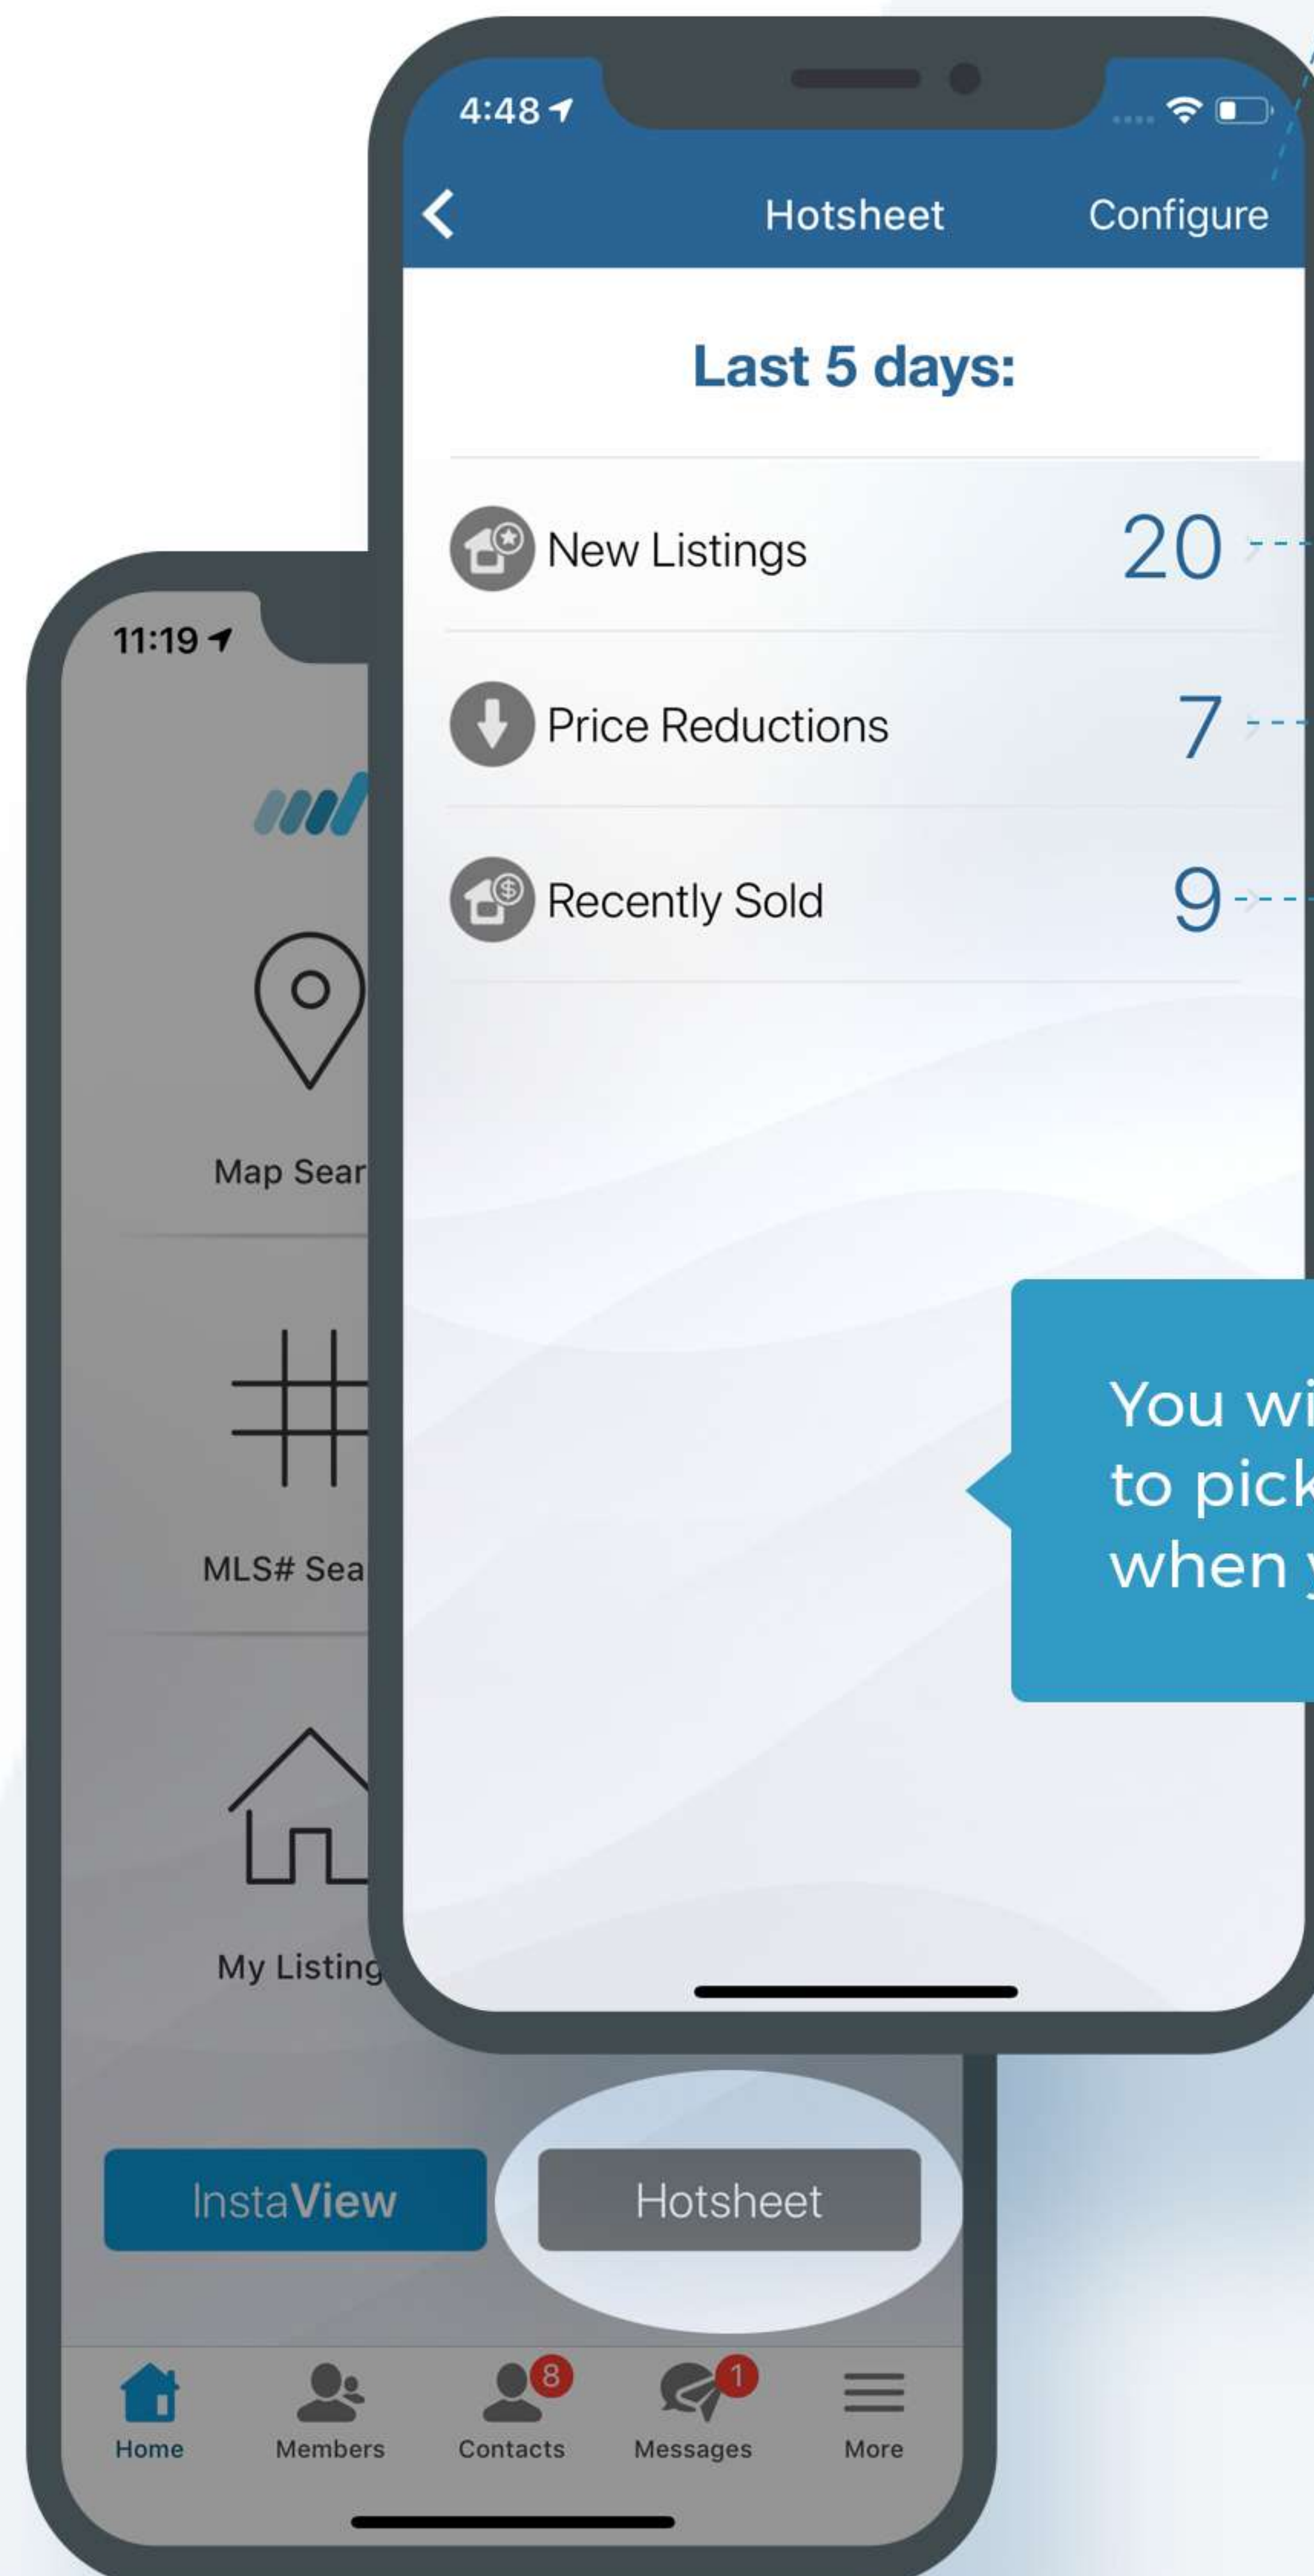 4:48
Hotsheet
Configure
Last 5 days:
New Listings 20
Price Reductions 7
Recently Sold 9
11:19
Map Sear
MLS# Sea
My Listing
You wi
to pick
when
InstaView
Hotsheet
8
1
Home
Members
Contacts
Messages
More